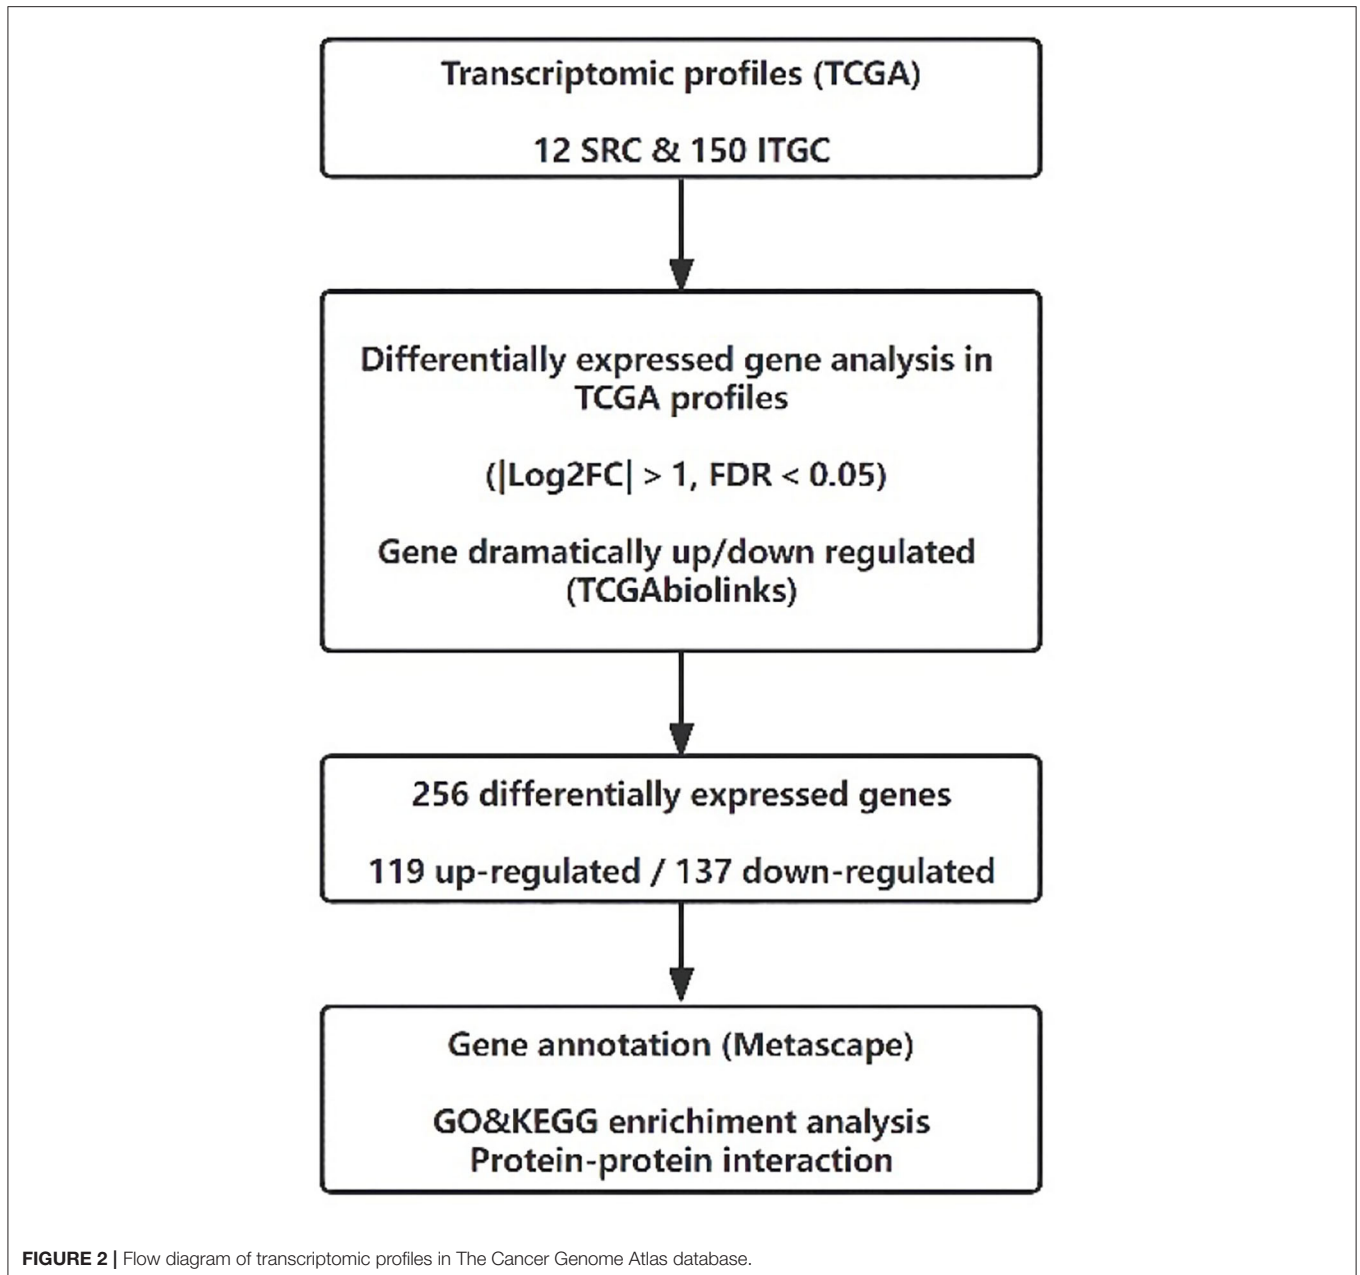 Transcriptomic profiles (TCGA)
12 SRC & 150 ITGC
Differentially expressed gene analysis in
TCGA profiles
(|Log2FC| > 1, FDR < 0.05)
Gene dramatically up/down regulated
(TCGAbiolinks)
256 differentially expressed genes
119 up-regulated / 137 down-regulated
Gene annotation (Metascape)
GO&KEGG enrichiment analysis
Protein-protein interaction
FIGURE 2 | Flow diagram of transcriptomic profiles in The Cancer Genome Atlas database.